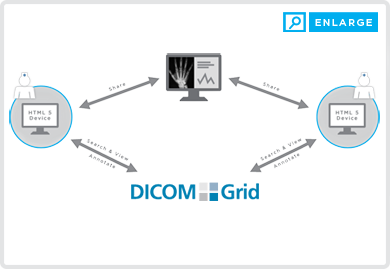 ENLARGE
Share
Share
HTML 5
Device
HTML 5
Device
Search & View
Annotate
Search & View
Annotate
DICOM Grid